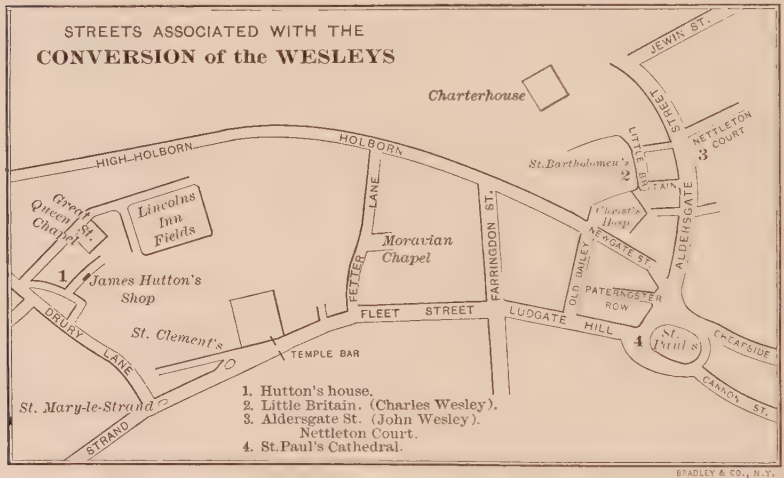 STREETS ASSOCIATED WITH THE
CONVERSION of the WESLEYS
JEWIN ST.
Charterhouse
STREET
NETTLETON
COURT
3
HOLBORN
HIGH-HOLBORN
LITTLE BRITAIN
St. Bartholomew's
2
LANE
Great
Queen St.
Chapel
Lincolns
Inn
Fields
Christ's
Hosp.
ALDERSGATE
FARRINGDON ST.
NEWGATE ST.
Moravian
Chapel
OLD BAILEY
1
James Hutton's
Shop
FETTER
PATERNOSTER
ROW
FLEET STREET
LUDGATE HILL
DRURY LANE
St. Clement's
4
St.
Paul's
CHEAPSIDE
TEMPLE BAR
CANNON ST.
St. Mary-le-Strand
STRAND
1. Hutton's house.
2. Little Britain. (Charles Wesley).
3. Aldersgate St. (John Wesley).
Nettleton Court.
4. St.Paul's Cathedral.
BRADLEY & CO., N.Y.